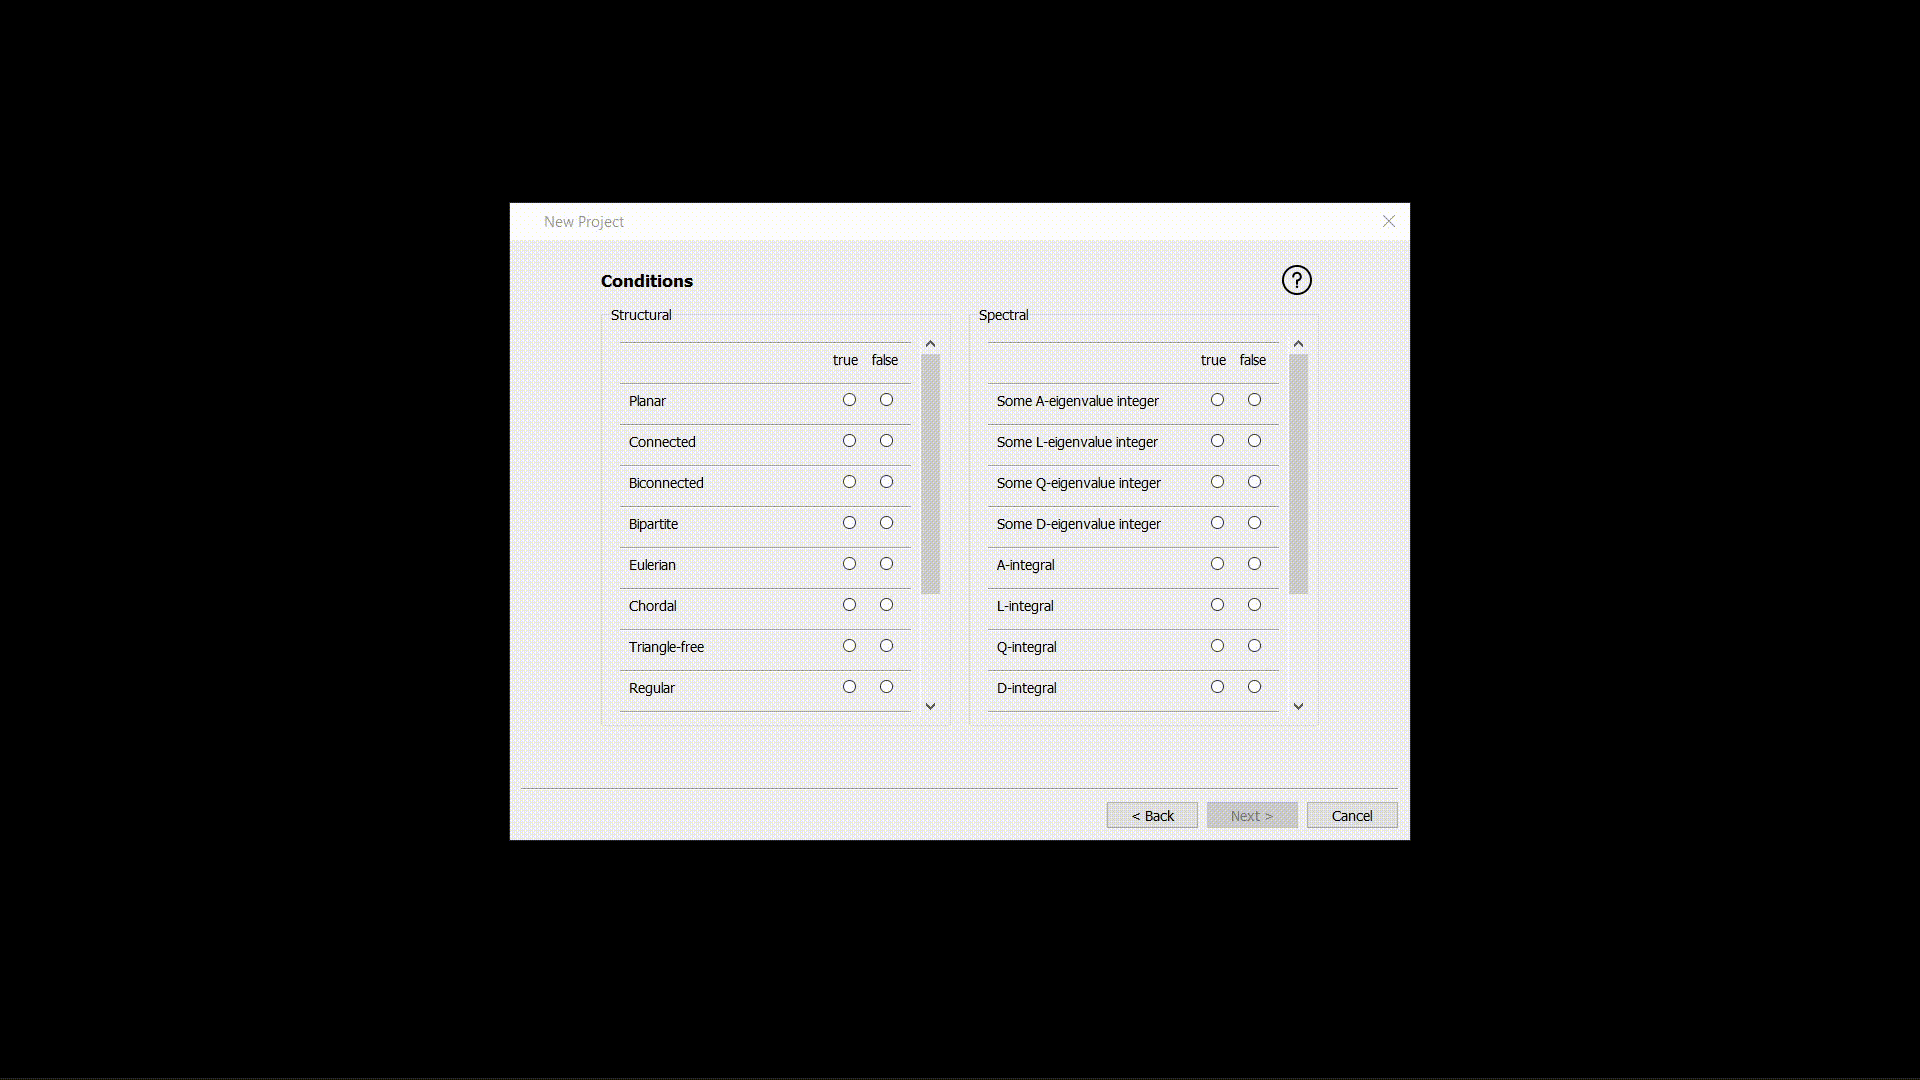 New Project
Conditions
?
Structural
true false
Planar
Connected
Biconnected
Bipartite
Eulerian
Chordal
Triangle-free
Regular
Spectral
true false
Some A-eigenvalue integer
Some L-eigenvalue integer
Some Q-eigenvalue integer
Some D-eigenvalue integer
A-integral
L-integral
Q-integral
D-integral
< Back Next > Cancel